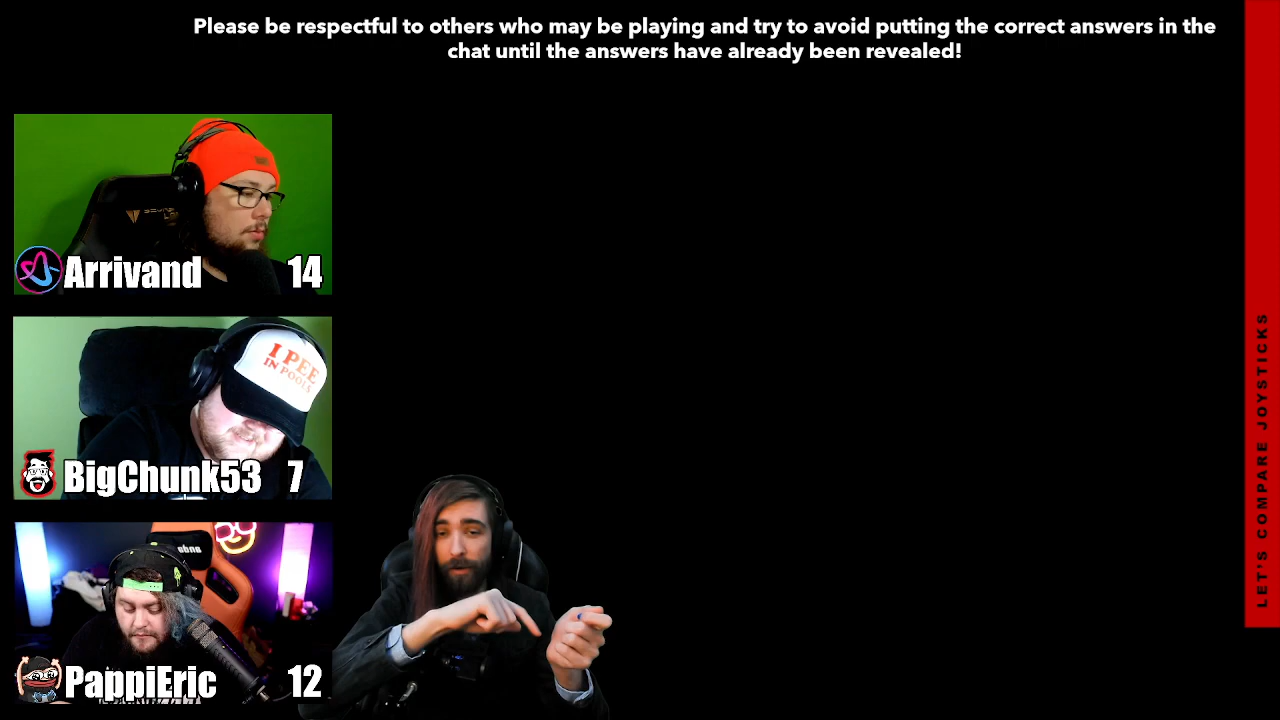 Please be respectful to others who may be playing and try to avoid putting the correct answers in the
chat until the answers have already been revealed!
Arrivand 14
I PEE
IN POOLS
BigChunk53 7
PappiEric 12
LET'S COMPARE JOYSTICKS